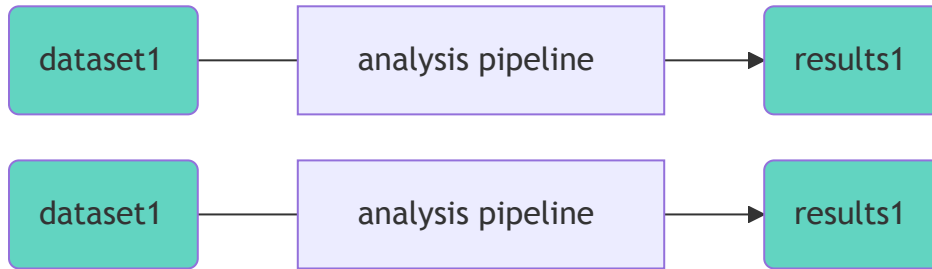 dataset1 analysis pipeline results1
dataset1 analysis pipeline results1